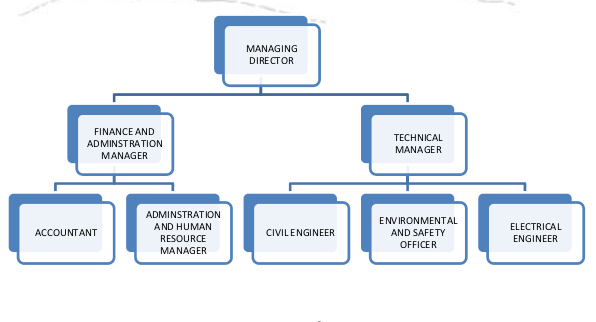 MANAGING
DIRECTOR
FINANCE AND
ADMINSTRATION
MANAGER
TECHNICAL
MANAGER
ACCOUNTANT
ADMINSTRATION
AND HUMAN
RESOURCE
MANAGER
CIVIL ENGINEER
ENVIRONMENTAL
AND SAFETY
OFFICER
ELECTRICAL
ENGINEER